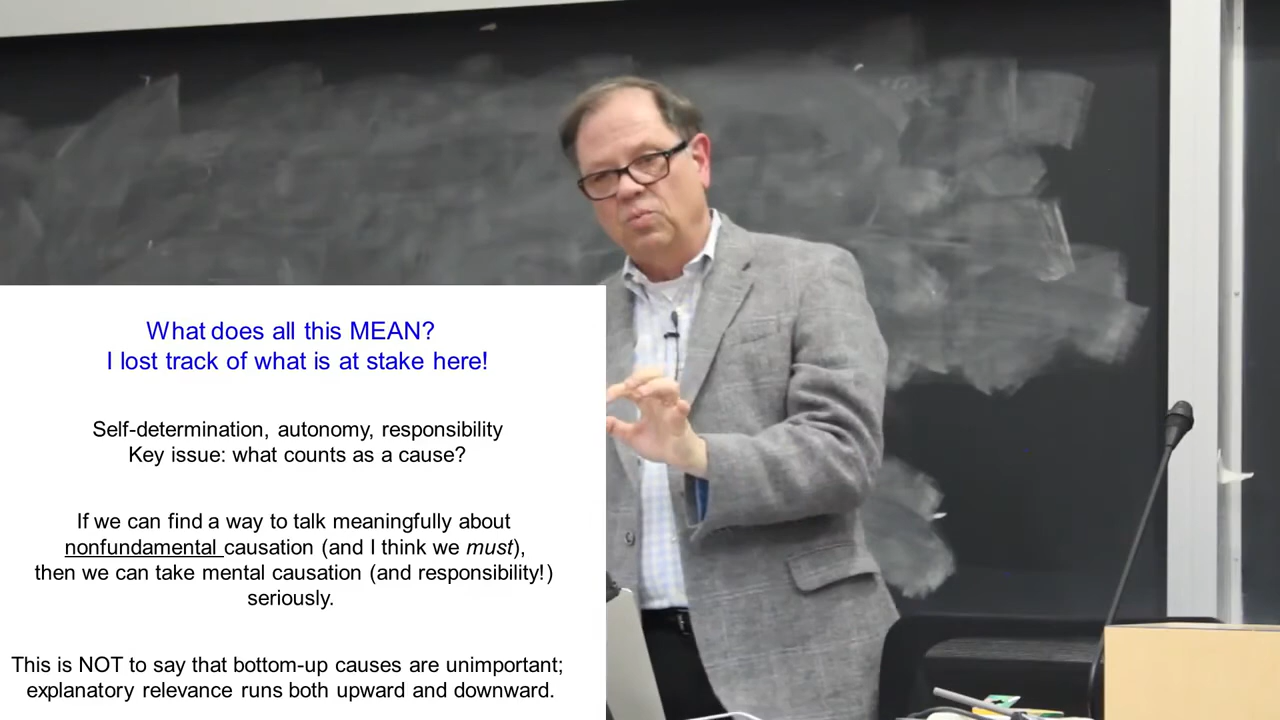 What does all this MEAN?
I lost track of what is at stake here!
Self-determination, autonomy, responsibility
Key issue: what counts as a cause?
If we can find a way to talk meaningfully about
nonfundamental causation (and I think we must),
then we can take mental causation (and responsibility!)
seriously.
This is NOT to say that bottom-up causes are unimportant;
explanatory relevance runs both upward and downward.